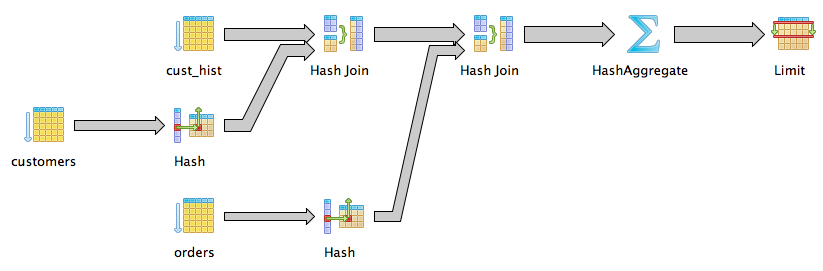 cust_hist
Hash Join
Hash Join
HashAggregate
Limit
customers
Hash
orders
Hash